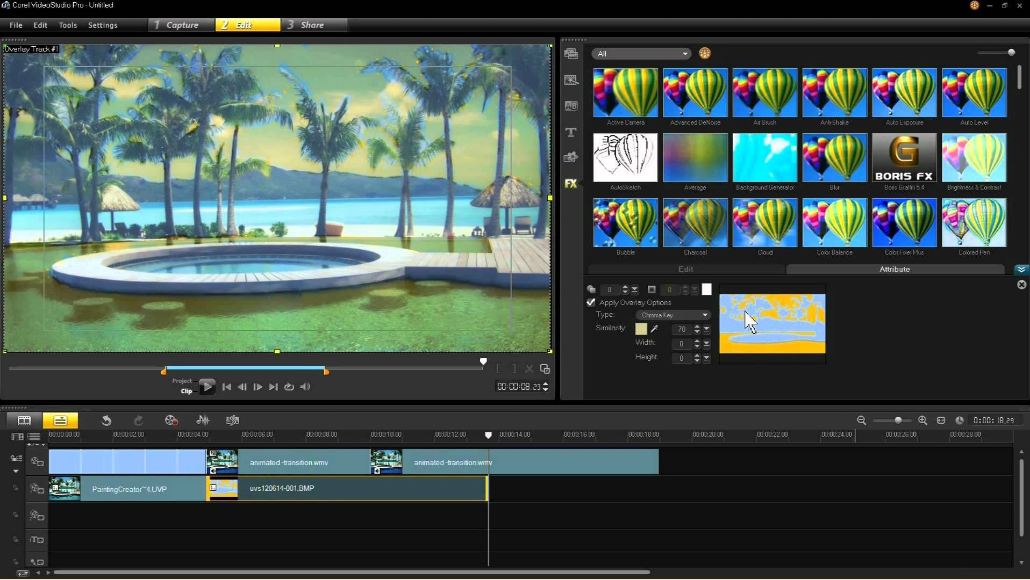 Corel VideoStudio Pro - Untitled
File Edit Tools Settings 1 Capture 2 Edit 3 Share
Overlay Track #1
All
Active Camera Advanced DeNoise Air Brush Anti-Shake Auto Exposure Auto Level
BORIS FX
AutoSketch Average Background Generator Blur Boris Graffiti 5.4 Brightness & Contrast
Bubble Charcoal Cloud Color Balance Color Fixer Plus Colored Pen
Edit Attribute
0 0
Apply Overlay Options
Type: Chroma Key
Similarity: 70
Width: 0
Height: 0
Project
Clip
00:00:08.23
0:00:18.29
00:00:00.00 00:00:02.00 00:00:04.00 00:00:06.00 00:00:08.00 00:00:10.00 00:00:12.00 00:00:14.00 00:00:16.00 00:00:18.00 00:00:20.00 00:00:22.00 00:00:24.00 00:00:26.00 00:00:28.00
animated-transition.wmv animated-transition.wmv
PaintingCreator~4.UVP uvs120614-001.BMP